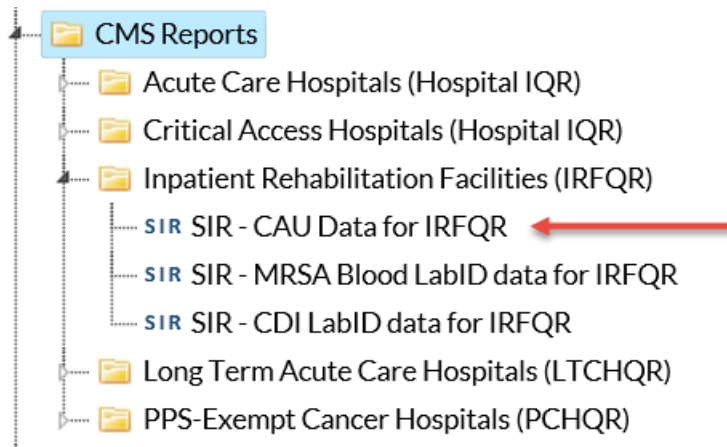 CMS Reports
Acute Care Hospitals (Hospital IQR)
Critical Access Hospitals (Hospital IQR)
Inpatient Rehabilitation Facilities (IRFQR)
SIR SIR - CAU Data for IRFQR
SIR SIR - MRSA Blood LabID data for IRFQR
SIR SIR - CDI LabID data for IRFQR
Long Term Acute Care Hospitals (LTCHQR)
PPS-Exempt Cancer Hospitals (PCHQR)